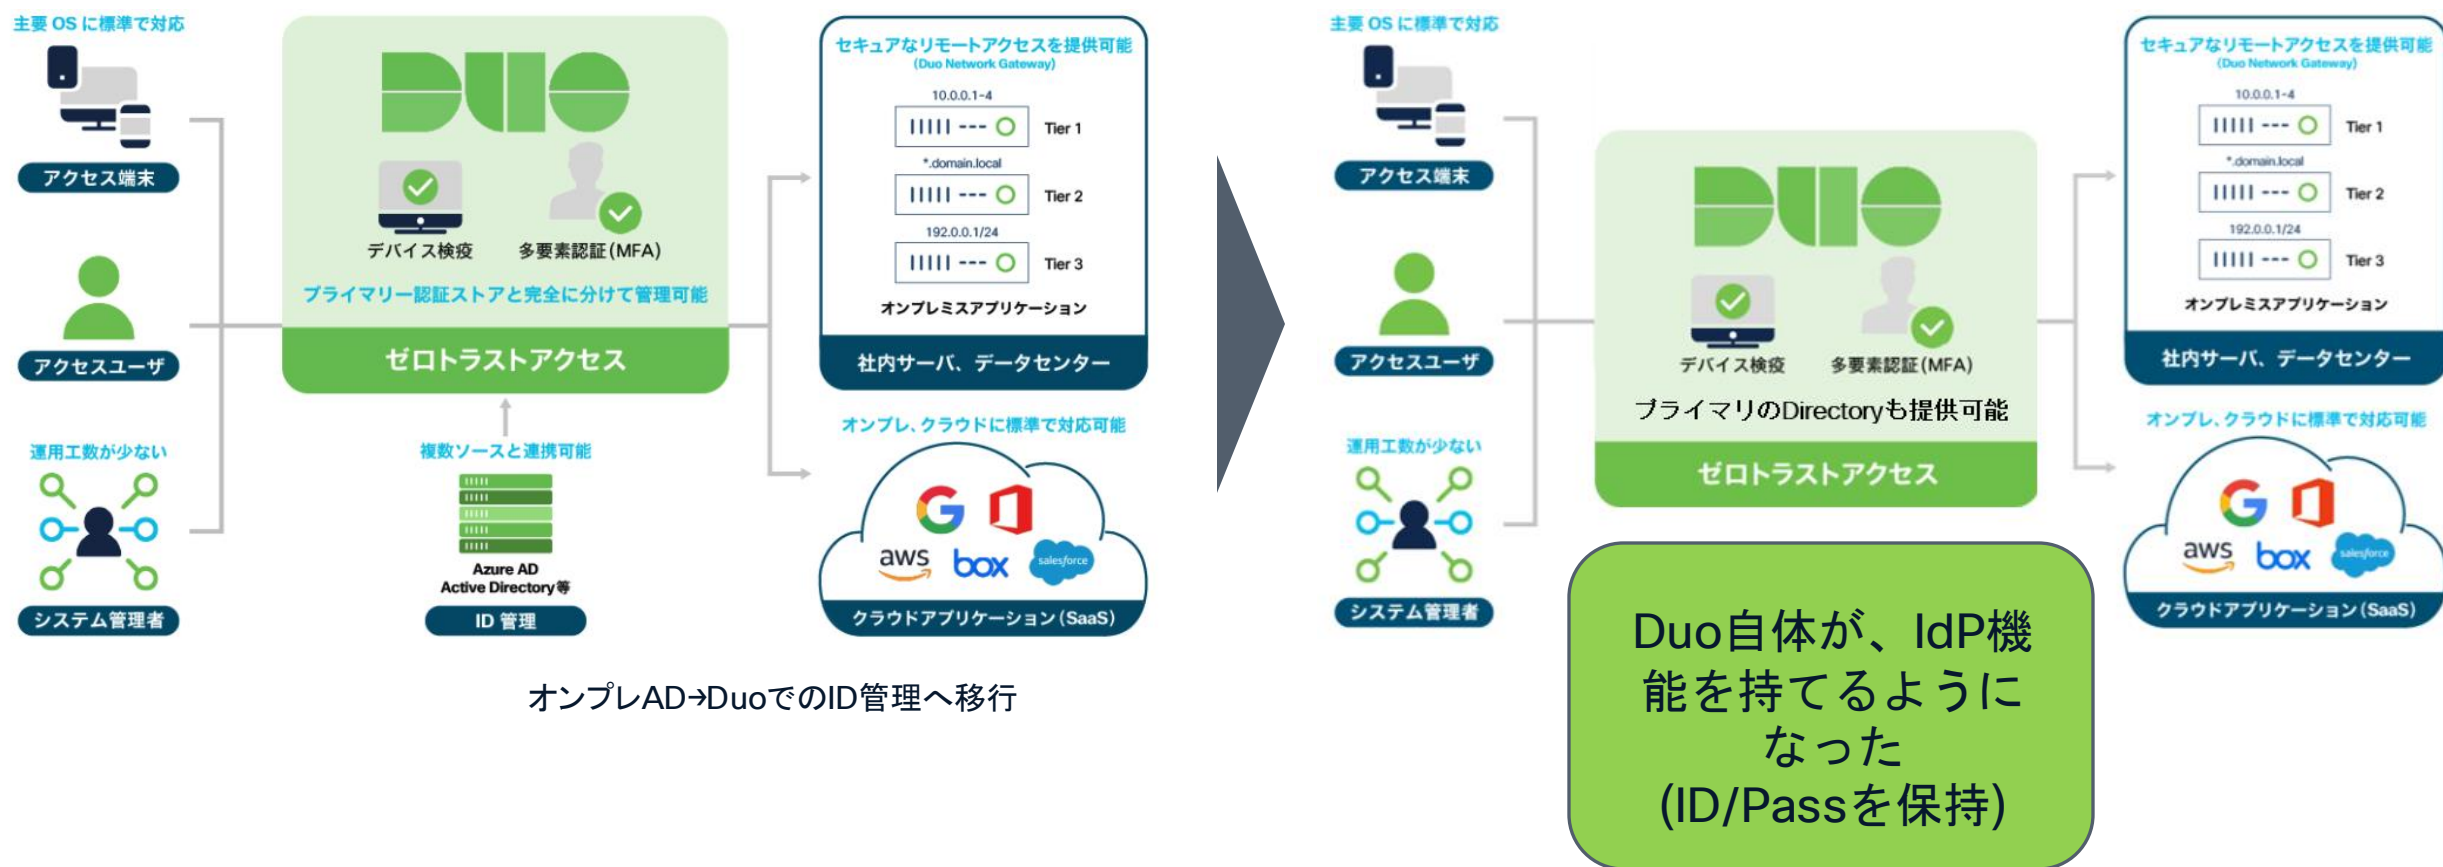 主要 OS に標準で対応
アクセス端末
アクセスユーザ
運用工数が少ない
システム管理者
DUO
デバイス検疫
多要素認証(MFA)
プライマリー認証ストアと完全に分けて管理可能
ゼロトラストアクセス
複数ソースと連携可能
Azure AD
Active Directory等
ID 管理
セキュアなリモートアクセスを提供可能
(Duo Network Gateway)
10.0.0.1-4
Tier 1
*.domain.local
Tier 2
192.0.0.1/24
Tier 3
オンプレミスアプリケーション
社内サーバ、データセンター
オンプレ、クラウドに標準で対応可能
G
aws
box
salesforce
クラウドアプリケーション(SaaS)
オンプレAD→DuoでのID管理へ移行
主要 OS に標準で対応
アクセス端末
アクセスユーザ
運用工数が少ない
システム管理者
DUO
デバイス検疫
多要素認証(MFA)
プライマリのDirectoryも提供可能
ゼロトラストアクセス
Duo自体が、IdP機
能を持てるように
なった
(ID/Passを保持)
セキュアなリモートアクセスを提供可能
(Duo Network Gateway)
10.0.0.1-4
Tier 1
*.domain.local
Tier 2
192.0.0.1/24
Tier 3
オンプレミスアプリケーション
社内サーバ、データセンター
オンプレ、クラウドに標準で対応可能
G
aws
box
salesforce
クラウドアプリケーション(SaaS)